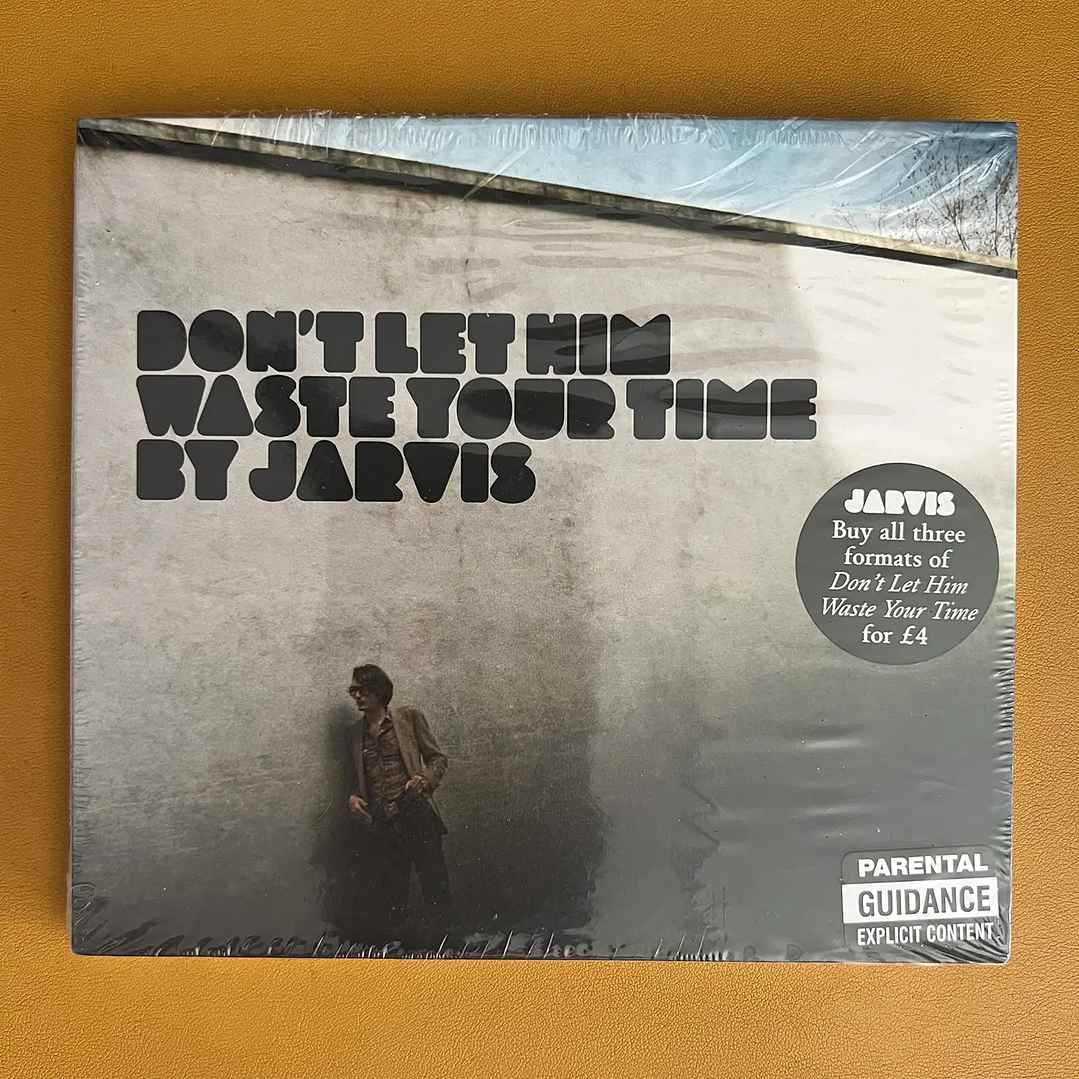 DON'T LET HIM
WASTE YOUR TIME
BY JARVIS
JARVIS
Buy all three
formats of
Don't Let Him
Waste Your Time
for £4
PARENTAL
GUIDANCE
EXPLICIT CONTENT